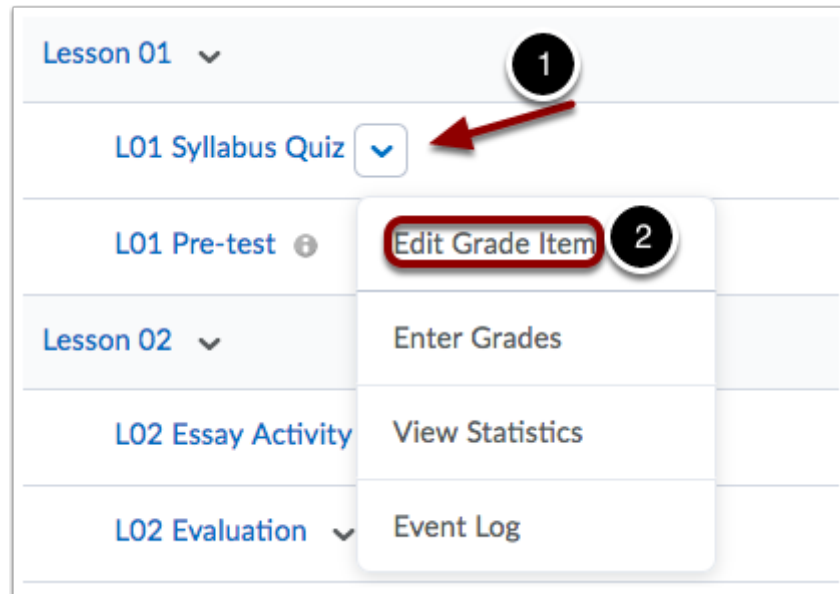 Lesson 01
1
L01 Syllabus Quiz
L01 Pre-test
Edit Grade Item
2
Lesson 02
Enter Grades
L02 Essay Activity
View Statistics
L02 Evaluation
Event Log